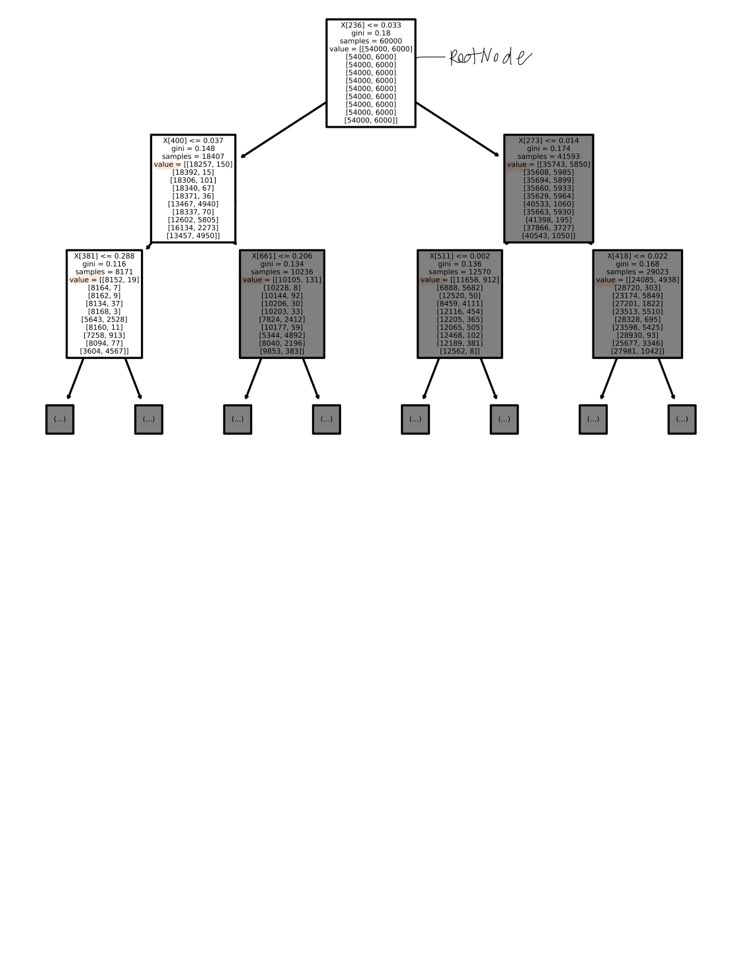 X[236] <= 0.033
gini = 0.18
samples = 60000
value = [[54000, 6000]
[54000, 6000]
[54000, 6000]
[54000, 6000]
[54000, 6000]
[54000, 6000]
[54000, 6000]
[54000, 6000]
[54000, 6000]
[54000, 6000]]
RootNode
X[400] <= 0.037
gini = 0.148
samples = 18407
value = [[18257, 150]
[18392, 15]
[18306, 101]
[18340, 67]
[18371, 36]
[13467, 4940]
[18337, 70]
[12602, 5805]
[16134, 2273]
[13457, 4950]]
X[273] <= 0.014
gini = 0.174
samples = 41593
value = [[35743, 5850]
[35608, 5985]
[35694, 5899]
[35660, 5933]
[35629, 5964]
[40533, 1060]
[35663, 5930]
[41398, 195]
[37866, 3727]
[40543, 1050]]
X[381] <= 0.288
gini = 0.116
samples = 8171
value = [[8152, 19]
[8164, 7]
[8162, 9]
[8134, 37]
[8168, 3]
[5643, 2528]
[8160, 11]
[7258, 913]
[8094, 77]
[3604, 4567]]
X[661] <= 0.206
gini = 0.134
samples = 10236
value = [[10105, 131]
[10228, 8]
[10144, 92]
[10206, 30]
[10203, 33]
[7824, 2412]
[10177, 59]
[5344, 4892]
[8040, 2196]
[9853, 383]]
X[511] <= 0.002
gini = 0.136
samples = 12570
value = [[11658, 912]
[6888, 5682]
[12520, 50]
[8459, 4111]
[12116, 454]
[12205, 365]
[12065, 505]
[12468, 102]
[12189, 381]
[12562, 8]]
X[418] <= 0.022
gini = 0.168
samples = 29023
value = [[24085, 4938]
[28720, 303]
[23174, 5849]
[27201, 1822]
[23513, 5510]
[28328, 695]
[23598, 5425]
[28930, 93]
[25677, 3346]
[27981, 1042]]
(...)
(...)
(...)
(...)
(...)
(...)
(...)
(...)